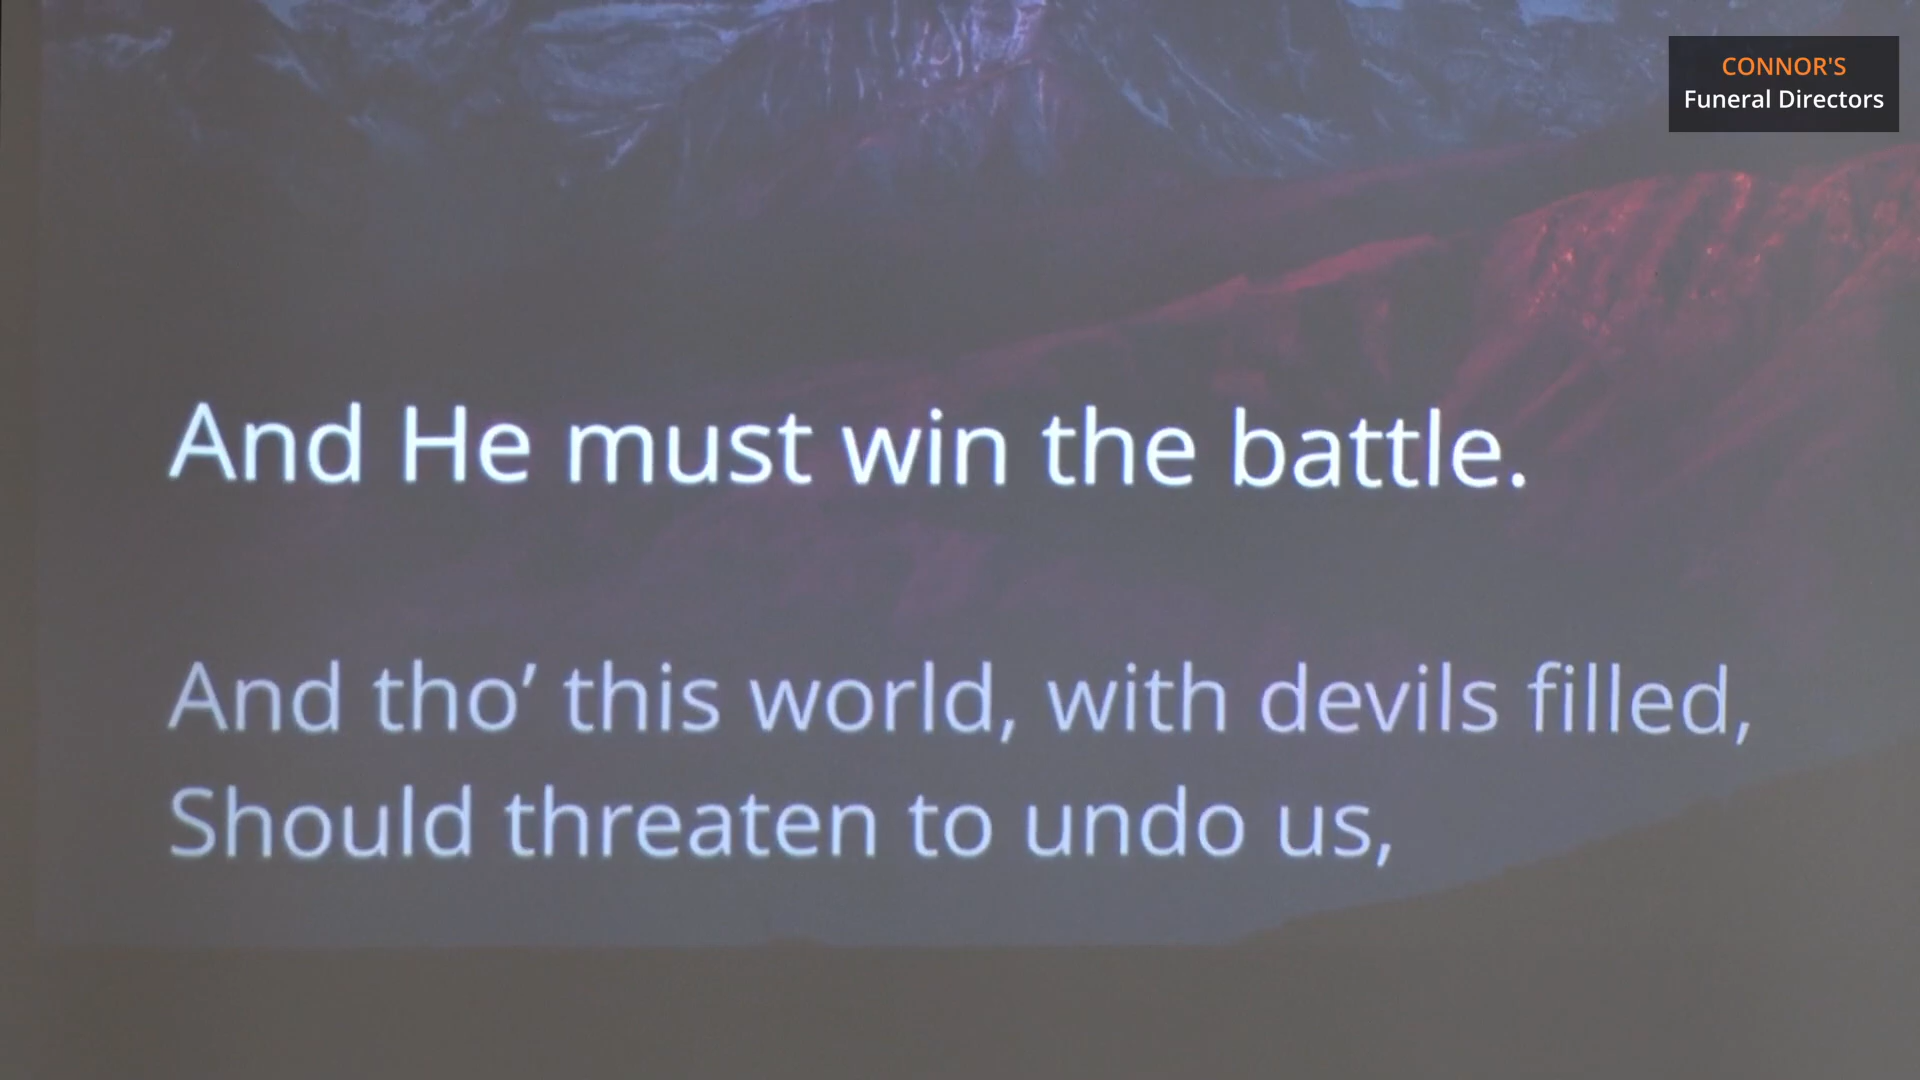 CONNOR'S
Funeral Directors
And He must win the battle.
And tho’ this world, with devils filled,
Should threaten to undo us,